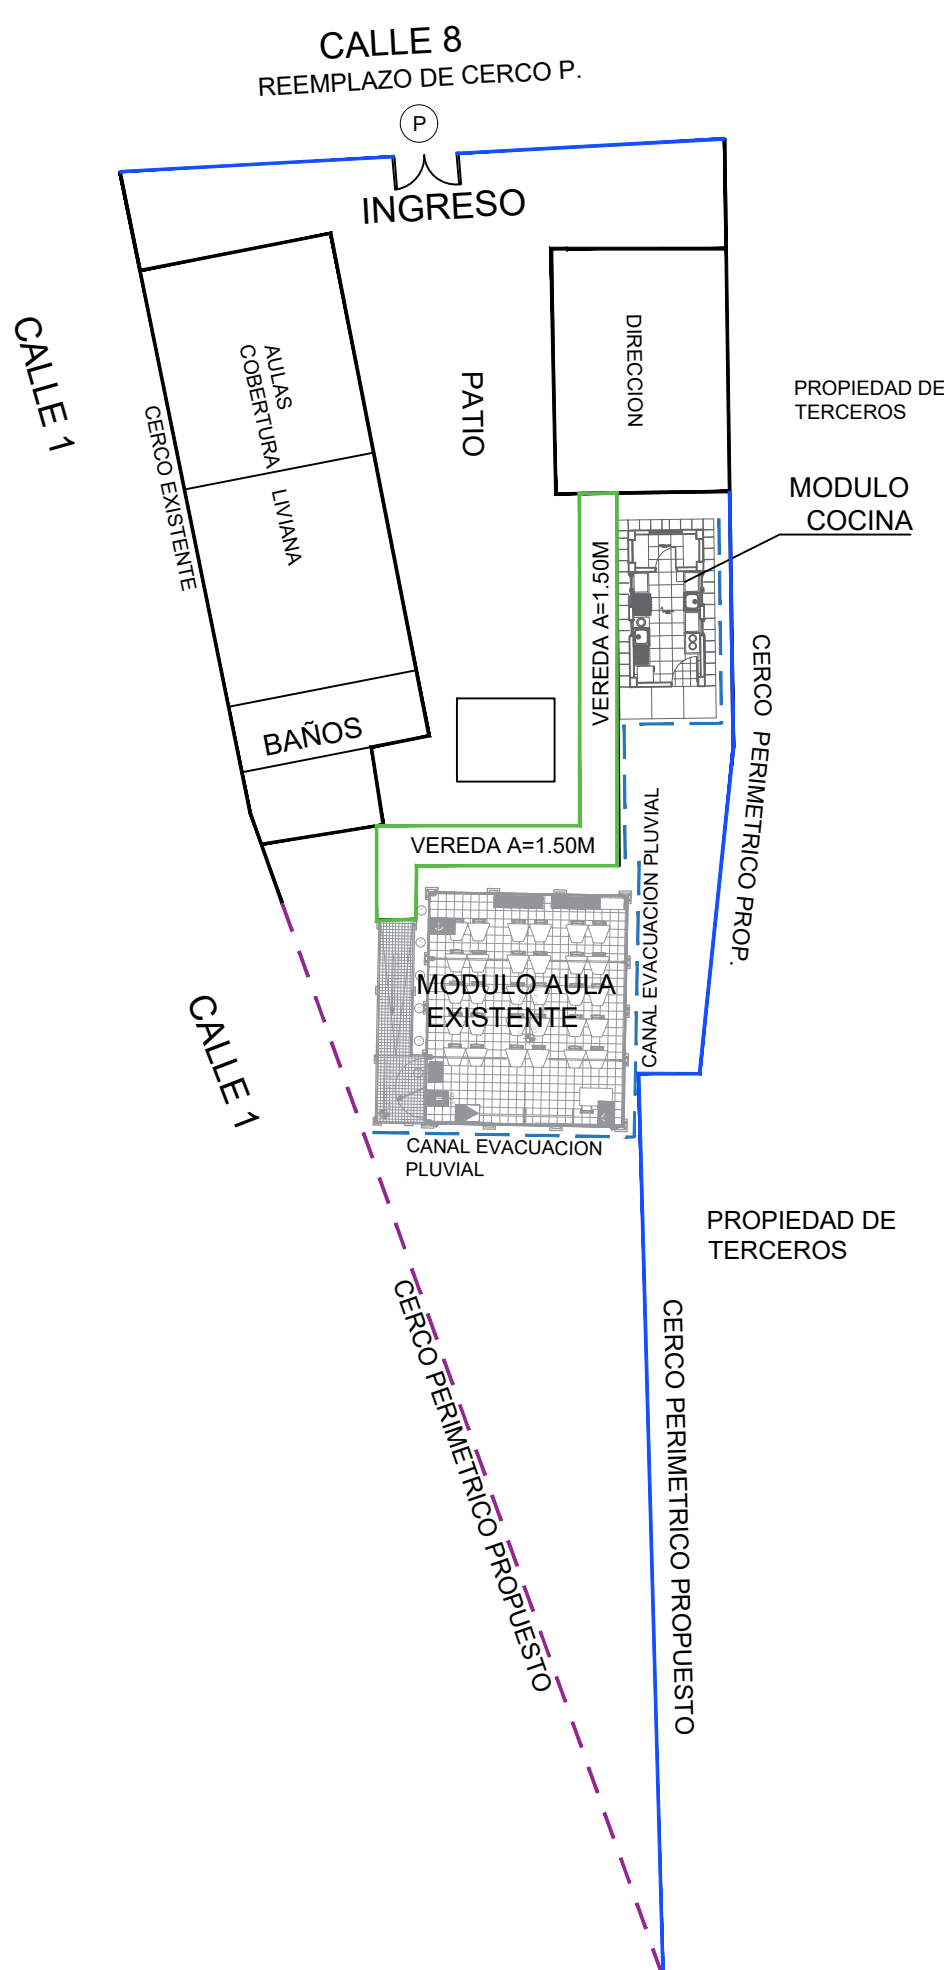 CALLE 8
REEMPLAZO DE CERCO P.
P
INGRESO
CALLE 1
CERCO EXISTENTE
AULAS
COBERTURA LIVIANA
PATIO
DIRECCION
PROPIEDAD DE
TERCEROS
MODULO
COCINA
VEREDA A=1.50M
CERCO PERIMETRICO PROP.
BAÑOS
VEREDA A=1.50M
CANAL EVACUACION PLUVIAL
MODULO AULA
EXISTENTE
CALLE 1
CANAL EVACUACION
PLUVIAL
PROPIEDAD DE
TERCEROS
CERCO PERIMETRICO PROPUESTO
CERCO PERIMETRICO PROPUESTO